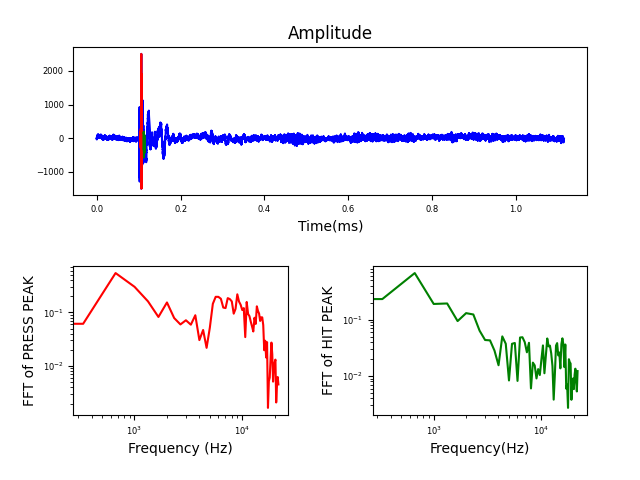 Amplitude
2000
1000
0
−1000
0.0 0.2 0.4 0.6 0.8 1.0
Time(ms)
FFT of PRESS PEAK
10⁻¹
10⁻²
10³ 10⁴
Frequency (Hz)
FFT of HIT PEAK
10⁻¹
10⁻²
10³ 10⁴
Frequency(Hz)